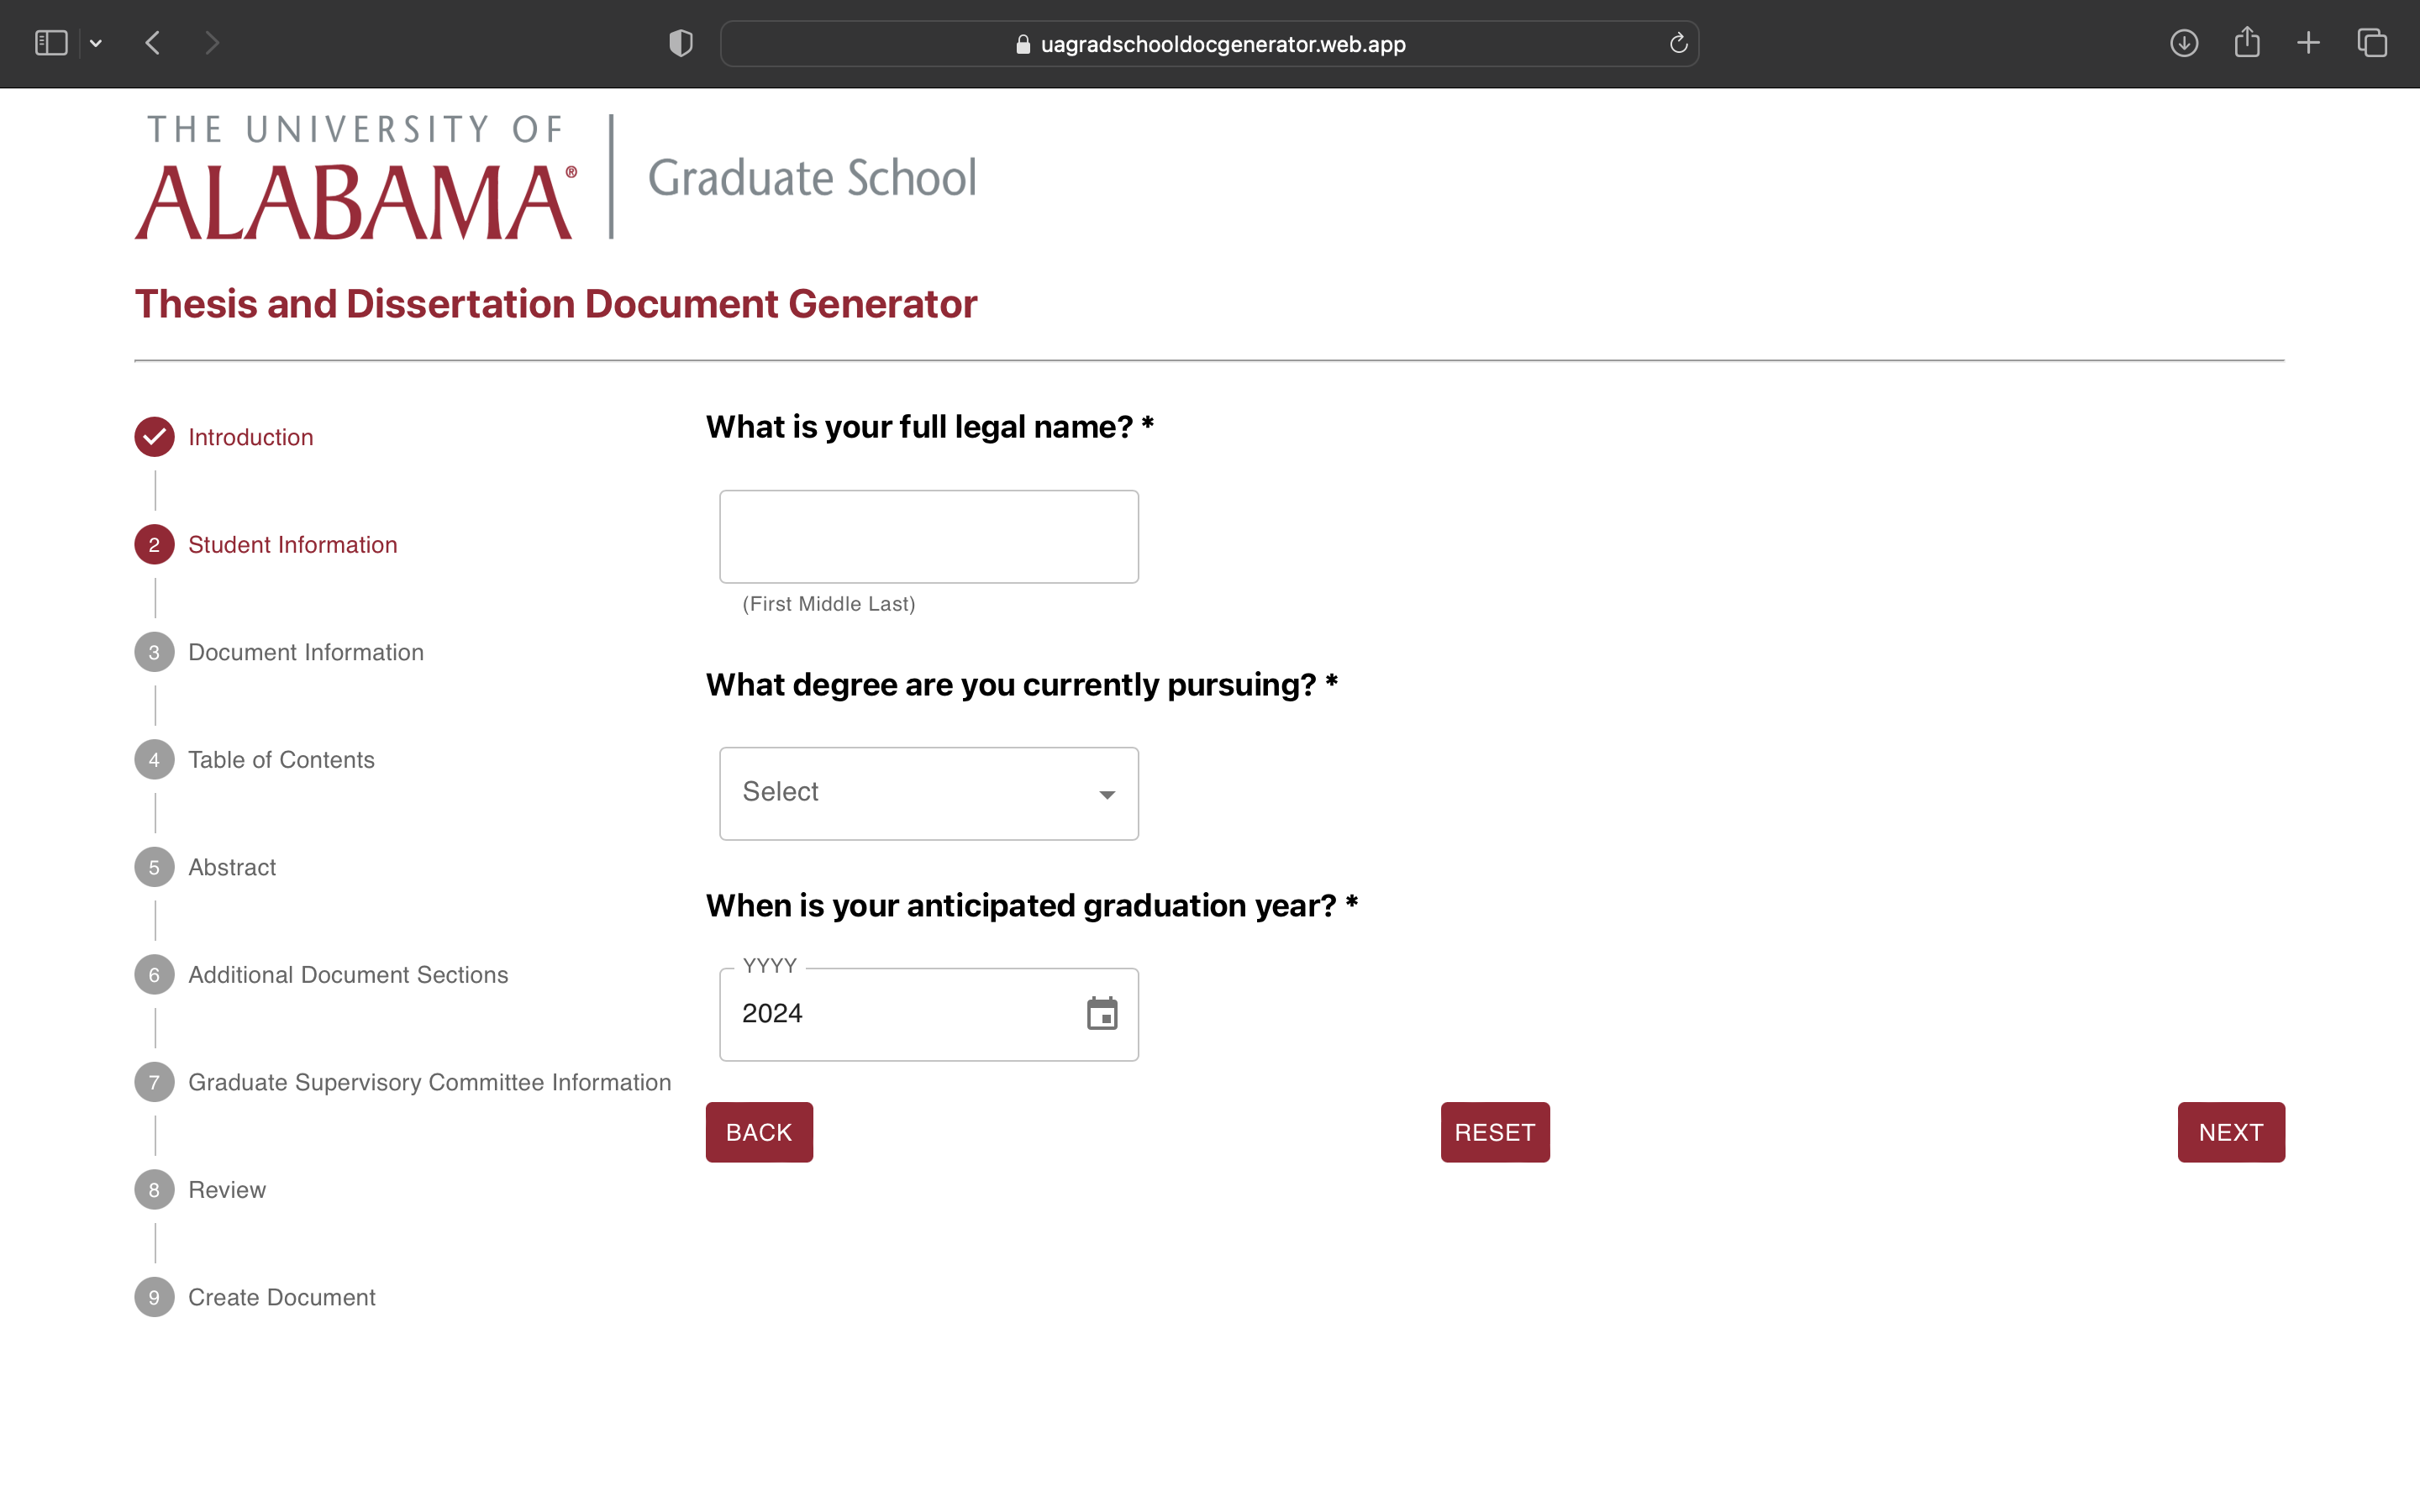 uagradschooldocgenerator.web.app
THE UNIVERSITY OF
ALABAMA®
Graduate School
Thesis and Dissertation Document Generator
Introduction
2 Student Information
3 Document Information
4 Table of Contents
5 Abstract
6 Additional Document Sections
7 Graduate Supervisory Committee Information
8 Review
9 Create Document
What is your full legal name? *
(First Middle Last)
What degree are you currently pursuing? *
Select
When is your anticipated graduation year? *
YYYY
2024
BACK
RESET
NEXT